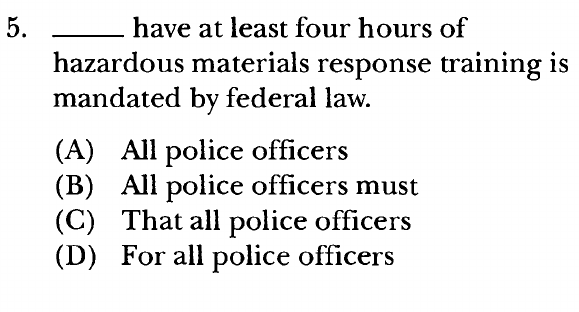 5. ____ have at least four hours of
hazardous materials response training is
mandated by federal law.
(A) All police officers
(B) All police officers must
(C) That all police officers
(D) For all police officers